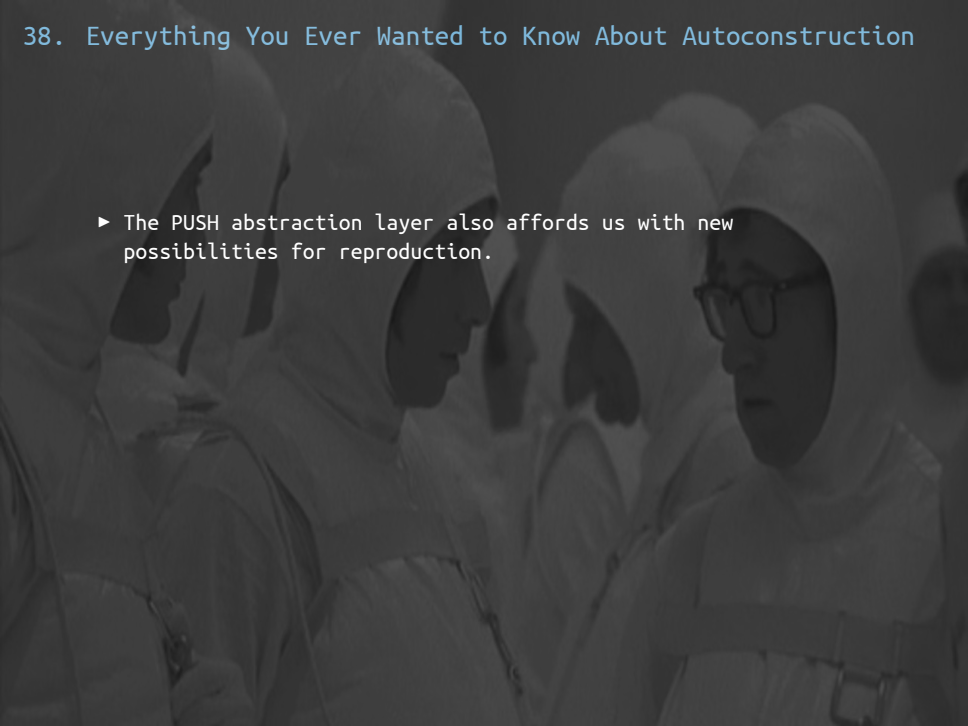 38. Everything You Ever Wanted to Know About Autoconstruction
► The PUSH abstraction layer also affords us with new
possibilities for reproduction.